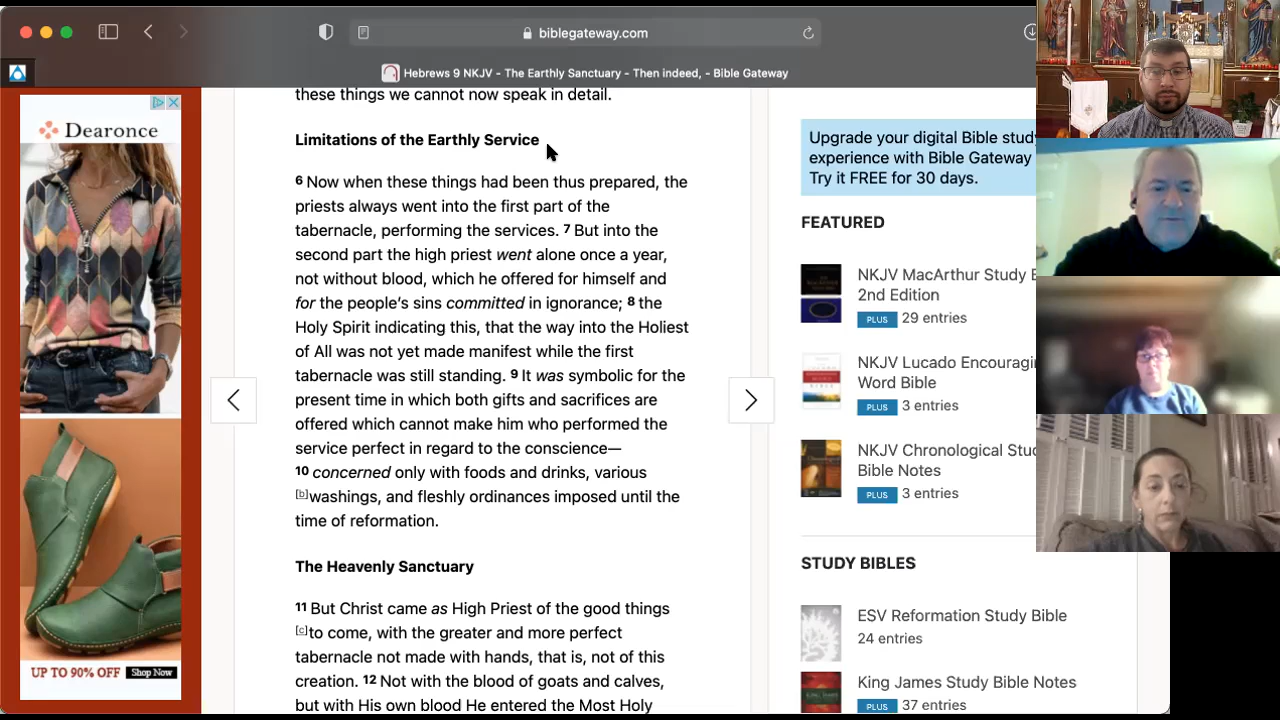 biblegateway.com
Hebrews 9 NKJV - The Earthly Sanctuary - Then indeed, - Bible Gateway
Dearonce
UP TO 90% OFF Shop Now
these things we cannot now speak in detail.
Limitations of the Earthly Service
6 Now when these things had been thus prepared, the
priests always went into the first part of the
tabernacle, performing the services. 7 But into the
second part the high priest went alone once a year,
not without blood, which he offered for himself and
for the people's sins committed in ignorance; 8 the
Holy Spirit indicating this, that the way into the Holiest
of All was not yet made manifest while the first
tabernacle was still standing. 9 It was symbolic for the
present time in which both gifts and sacrifices are
offered which cannot make him who performed the
service perfect in regard to the conscience—
10 concerned only with foods and drinks, various
[b]washings, and fleshly ordinances imposed until the
time of reformation.
The Heavenly Sanctuary
11 But Christ came as High Priest of the good things
[c]to come, with the greater and more perfect
tabernacle not made with hands, that is, not of this
creation. 12 Not with the blood of goats and calves,
but with His own blood He entered the Most Holy
Upgrade your digital Bible study
experience with Bible Gateway
Try it FREE for 30 days.
FEATURED
NKJV MacArthur Study B
2nd Edition
PLUS 29 entries
NKJV Lucado Encouragin
Word Bible
PLUS 3 entries
NKJV Chronological Stud
Bible Notes
PLUS 3 entries
STUDY BIBLES
ESV Reformation Study Bible
24 entries
King James Study Bible Notes
PLUS 37 entries